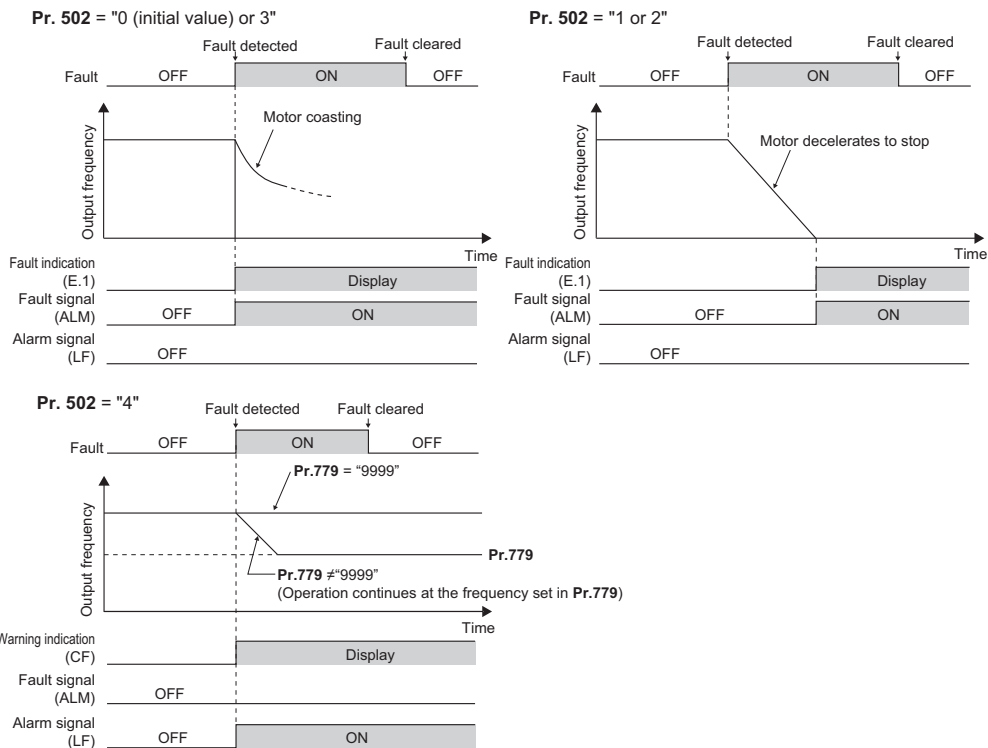 Pr. 502 = "0 (initial value) or 3"
Fault detected
Fault cleared
Fault
OFF
ON
OFF
Motor coasting
Output frequency
Time
Fault indication
(E.1)
Display
Fault signal
(ALM)
OFF
ON
Alarm signal
(LF)
OFF
Pr. 502 = "1 or 2"
Fault detected
Fault cleared
Fault
OFF
ON
OFF
Motor decelerates to stop
Output frequency
Time
Fault indication
(E.1)
Display
Fault signal
(ALM)
OFF
ON
Alarm signal
(LF)
OFF
Pr. 502 = "4"
Fault detected
Fault cleared
Fault
OFF
ON
OFF
Pr.779 = “9999”
Output frequency
Pr.779
Pr.779 ≠“9999”
(Operation continues at the frequency set in Pr.779)
Time
Warning indication
(CF)
Display
Fault signal
(ALM)
OFF
Alarm signal
(LF)
OFF
ON